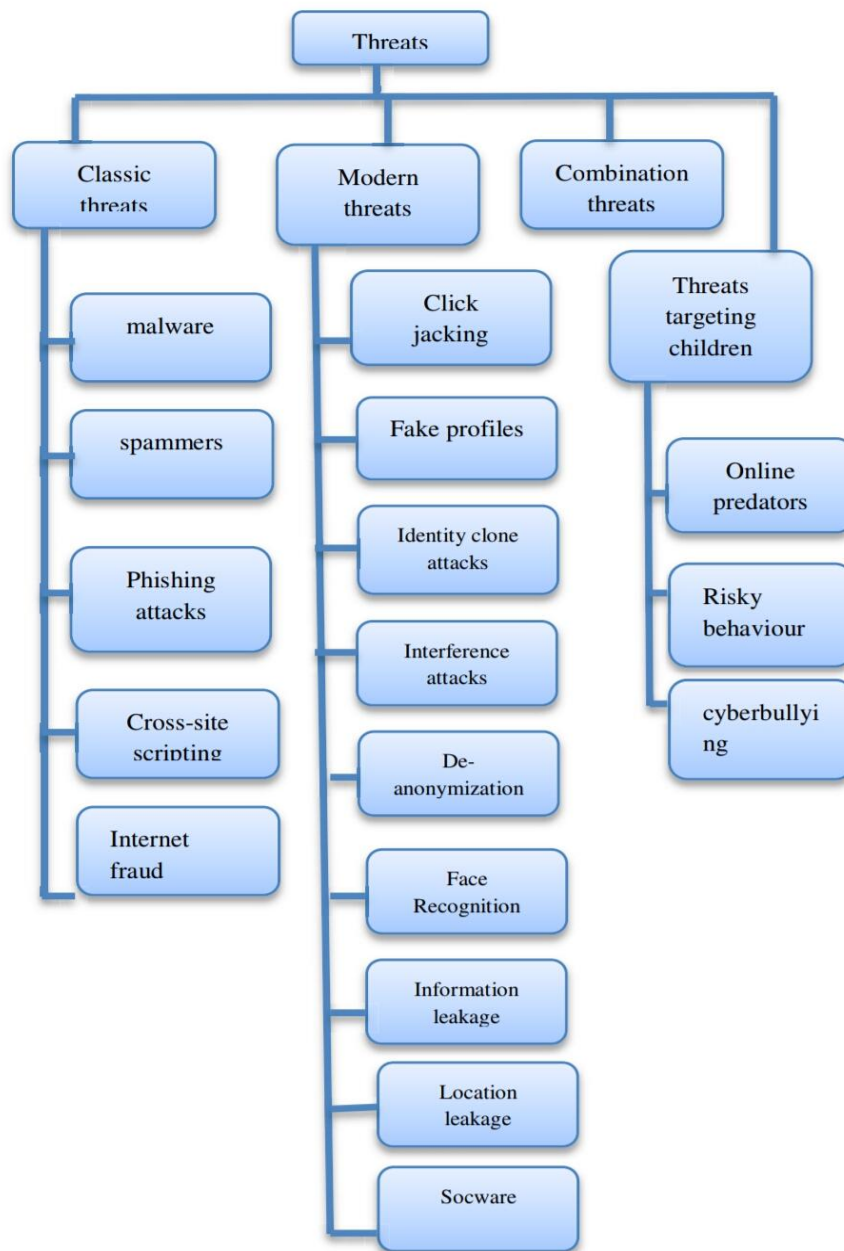 Threats
Classic
threats
Modern
threats
Combination
threats
Threats
targeting
children
malware
spammers
Phishing
attacks
Cross-site
scripting
Internet
fraud
Click
jacking
Fake profiles
Identity clone
attacks
Interference
attacks
De-
anonymization
Face
Recognition
Information
leakage
Location
leakage
Socware
Online
predators
Risky
behaviour
cyberbullyi
ng